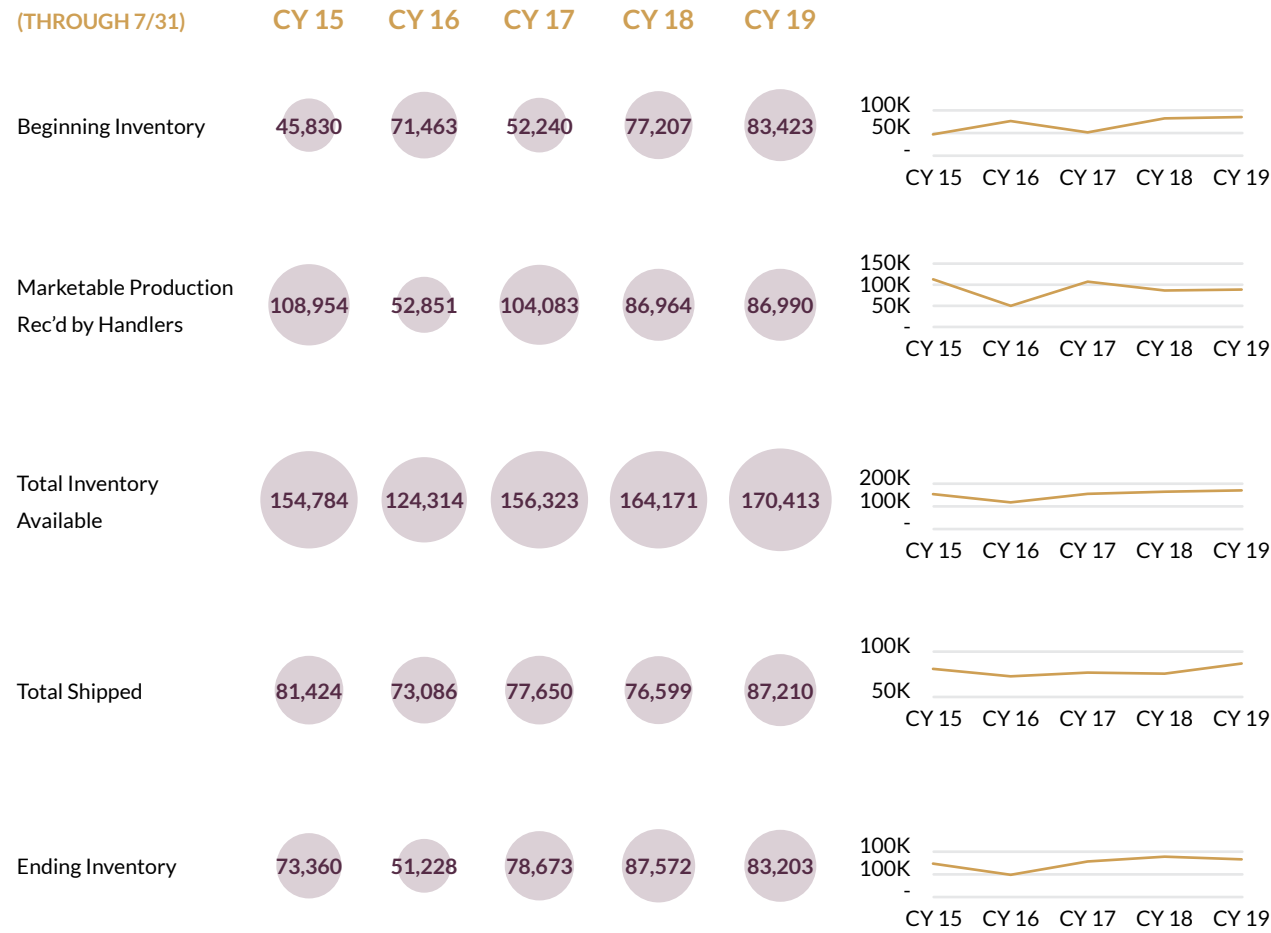 (THROUGH 7/31) CY 15 CY 16 CY 17 CY 18 CY 19
Beginning Inventory 45,830 71,463 52,240 77,207 83,423
100K
50K
-
CY 15 CY 16 CY 17 CY 18 CY 19
Marketable Production
Rec’d by Handlers
108,954 52,851 104,083 86,964 86,990
150K
100K
50K
-
CY 15 CY 16 CY 17 CY 18 CY 19
Total Inventory
Available
154,784 124,314 156,323 164,171 170,413
200K
100K
-
CY 15 CY 16 CY 17 CY 18 CY 19
Total Shipped 81,424 73,086 77,650 76,599 87,210
100K
50K
CY 15 CY 16 CY 17 CY 18 CY 19
Ending Inventory 73,360 51,228 78,673 87,572 83,203
100K
100K
-
CY 15 CY 16 CY 17 CY 18 CY 19